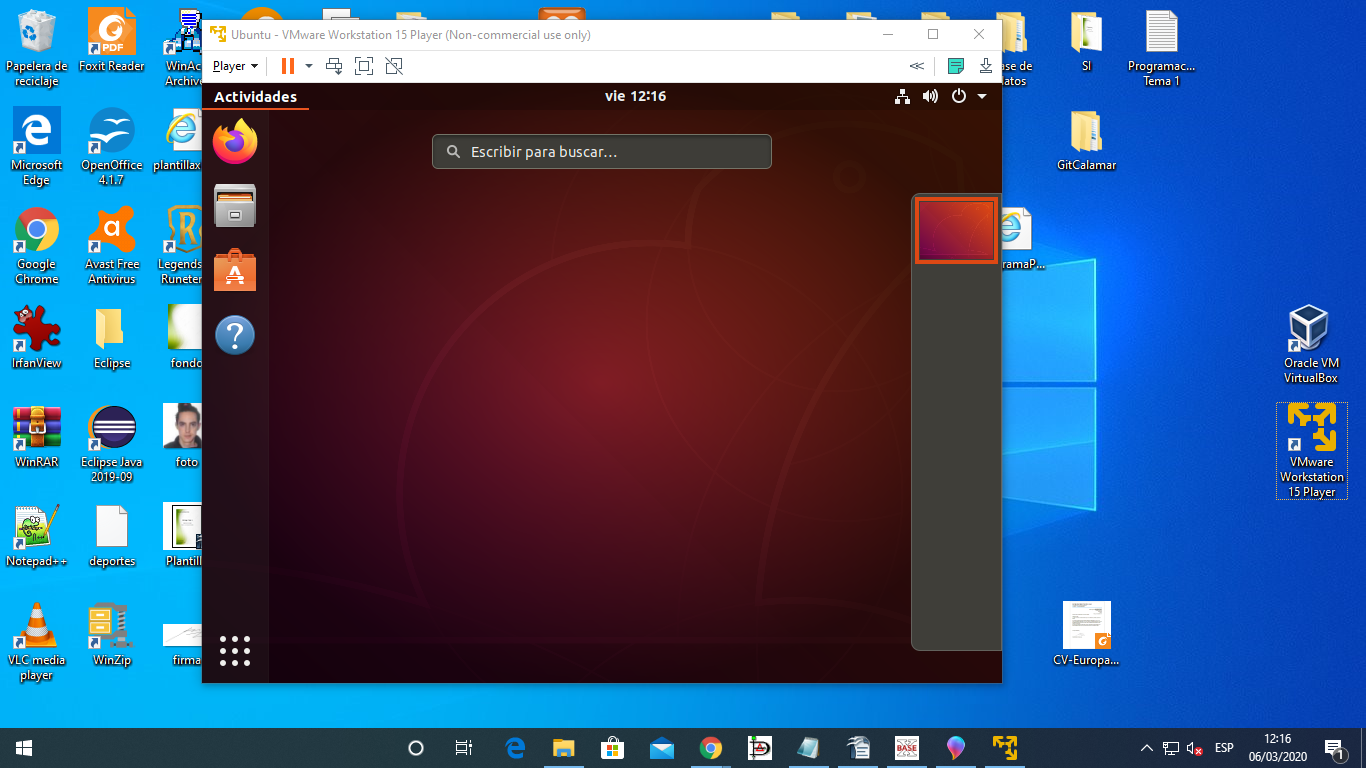 Ubuntu - VMware Workstation 15 Player (Non-commercial use only)
Player
<<
Actividades
vie 12:16
Escribir para buscar...
Papelera de
reciclaje
Foxit Reader
PDF
WinAc
Archive
Microsoft
Edge
OpenOffice
4.1.7
plantillax
Google
Chrome
Avast Free
Antivirus
Legends
Runeter
IrfanView
Eclipse
fondo
WinRAR
Eclipse Java
2019-09
foto
Notepad++
deportes
Plantill
VLC media
player
WinZip
firma
ase de
atos
SI
Programac...
Tema 1
GitCalamar
ramaP...
Oracle VM
VirtualBox
VMware
Workstation
15 Player
CV-Europa...
BASE
ESP
12:16
06/03/2020
1